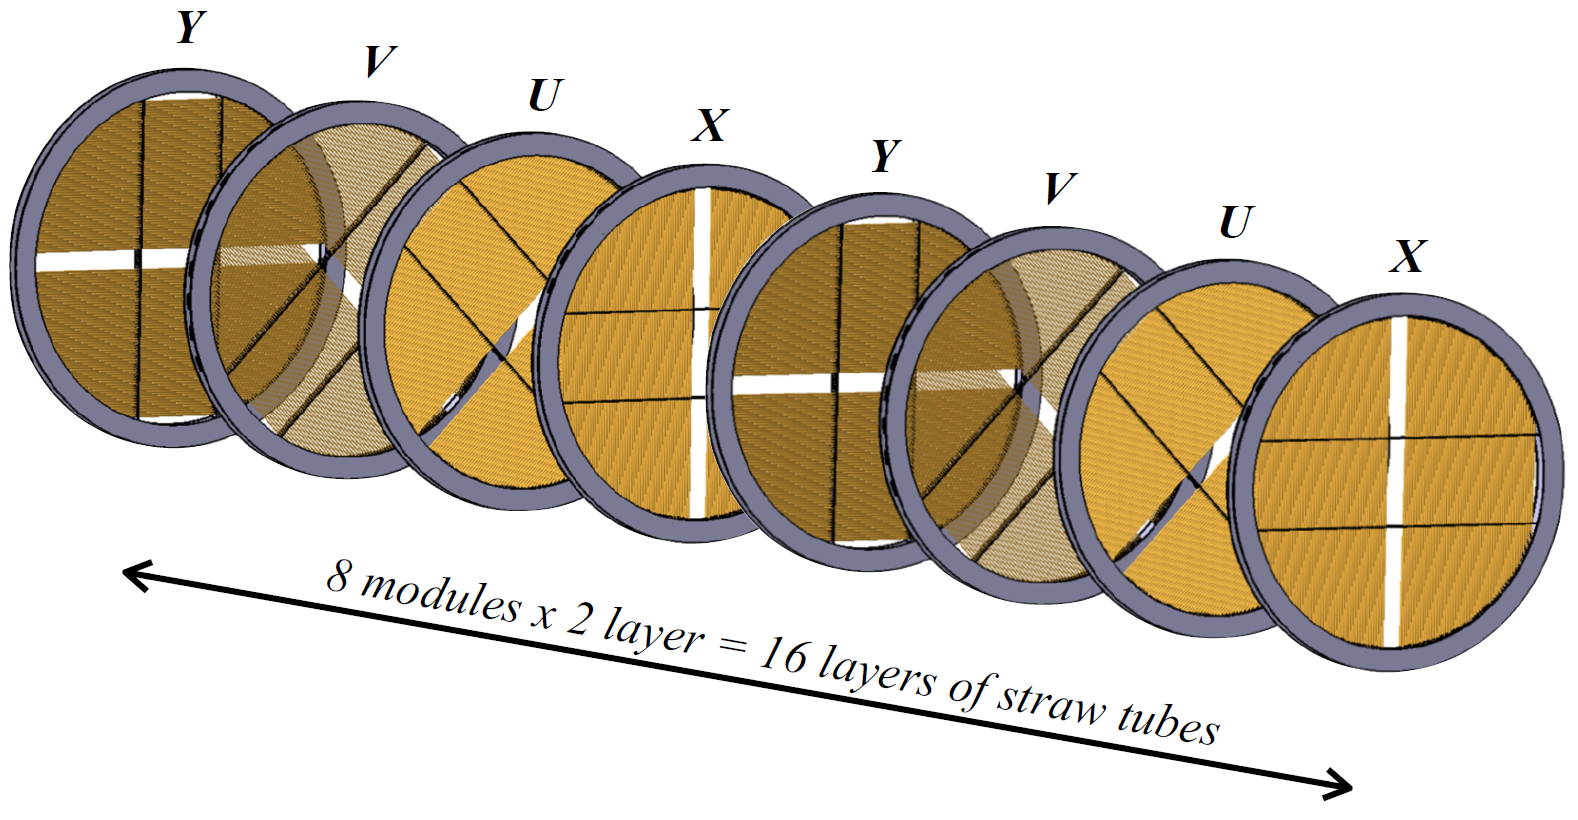 Y
V
U
X
Y
V
U
X
8 modules x 2 layer = 16 layers of straw tubes